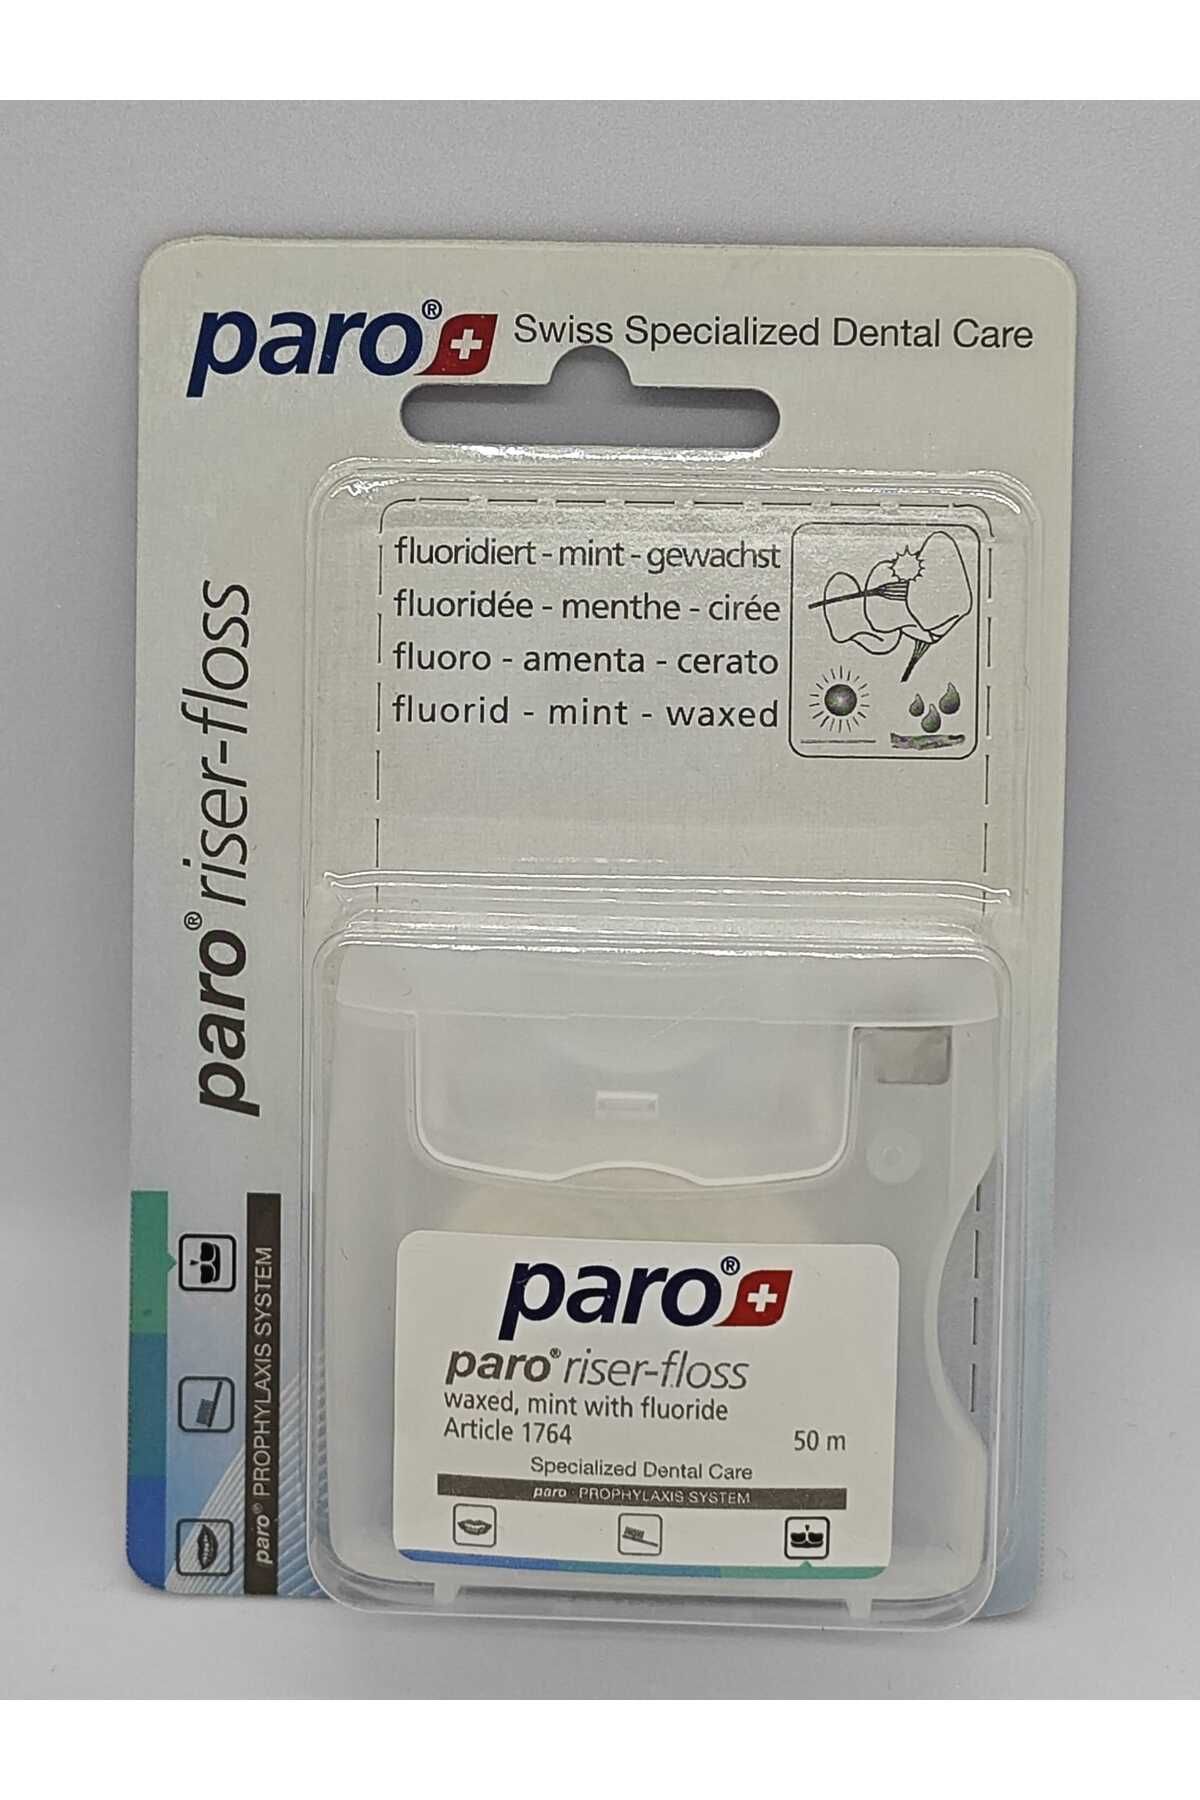 paro®
Swiss Specialized Dental Care
fluoridiert - mint - gewachst
fluoridée - menthe - cirée
fluoro - amenta - cerato
fluorid - mint - waxed
paro® riser-floss
paro® PROPHYLAXIS SYSTEM
paro®
paro® riser-floss
waxed, mint with fluoride
Article 1764
50 m
Specialized Dental Care
paro PROPHYLAXIS SYSTEM